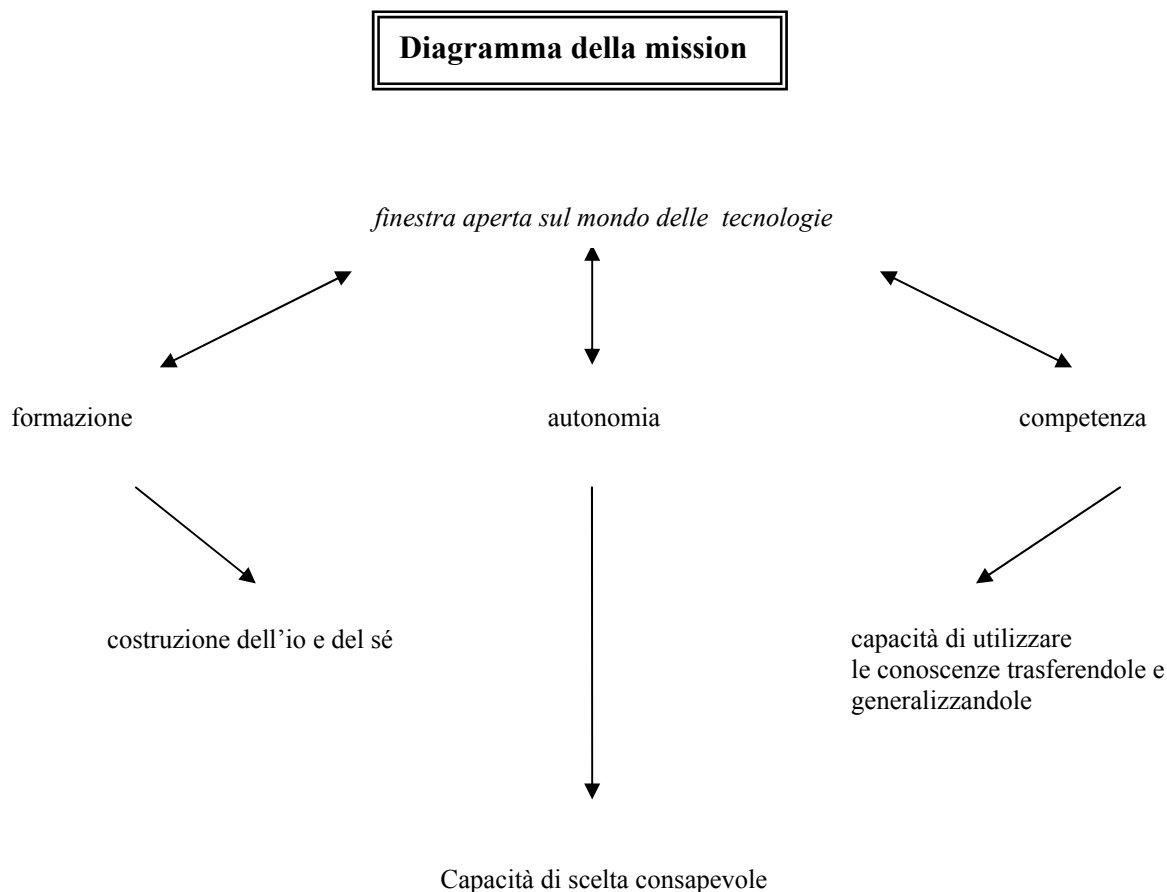 Diagramma della mission
finestra aperta sul mondo delle tecnologie
formazione
autonomia
competenza
costruzione dell’io e del sé
capacità di utilizzare
le conoscenze trasferendole e
generalizzandole
Capacità di scelta consapevole